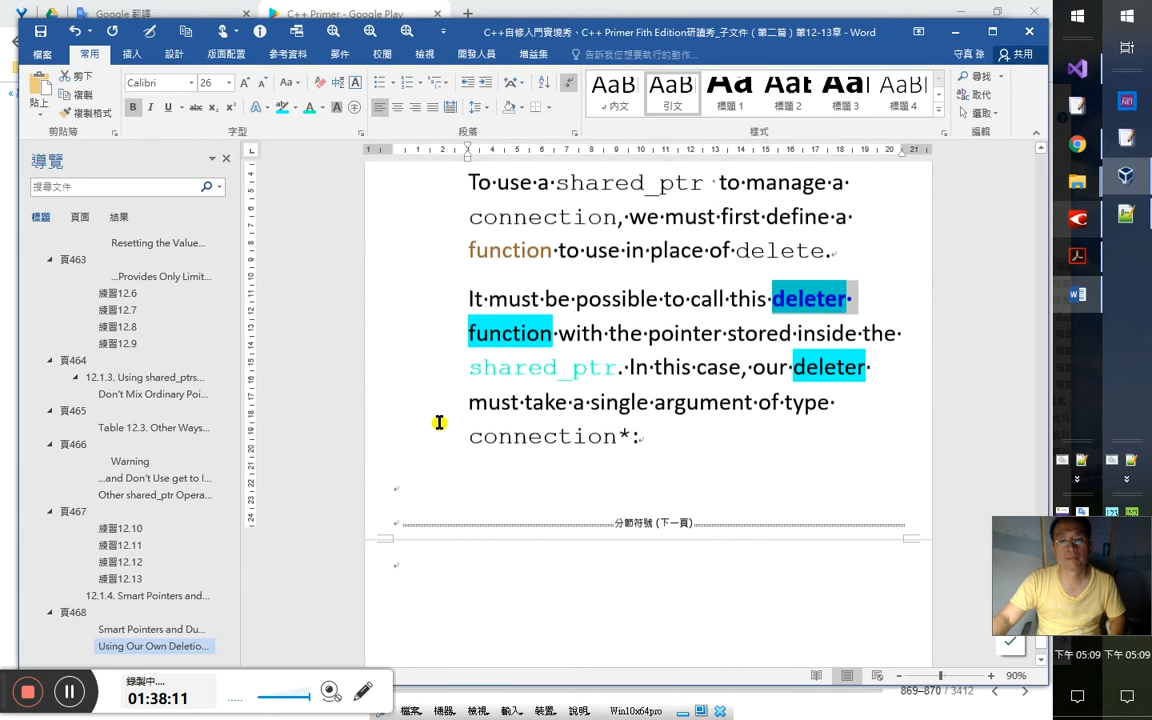 Google 翻譯
C++ Primer - Google Play
C++自修入門實境秀、C++ Primer Fith Edition研讀秀_子文件（第二篇）12-13章 - Word
檔案
常用
插入
版面配置
參考資料
郵件
校閱
檢視
開發人員
增益集
告訴我您想要執行的動作...
守真 孫
共用
貼上
剪下
複製
複製格式
Calibri
26
AaB
AaB
AaB
AaB
AaB
AaBl
內文
引文
標題 1
標題 2
標題 3
標題 4
尋找
取代
選取
剪貼簿
字型
段落
樣式
編輯
導覽
搜尋文件
標題
頁面
結果
Resetting the Value...
頁463
...Provides Only Limit...
練習12.6
練習12.7
練習12.8
練習12.9
頁464
12.1.3. Using shared_ptrs...
Don't Mix Ordinary Poi...
頁465
Table 12.3. Other Ways...
頁466
Warning
...and Don't Use get to I...
Other shared_ptr Opera...
頁467
練習12.10
練習12.11
練習12.12
練習12.13
12.1.4. Smart Pointers and...
頁468
Smart Pointers and Du...
Using Our Own Deletio...
To use a shared_ptr to manage a
connection, we must first define a
function to use in place of delete.
It must be possible to call this deleter
function with the pointer stored inside the
shared_ptr. In this case, our deleter
must take a single argument of type
connection*:
分節符號 (下一頁)
90%
869–870 / 3412
錄製中....
01:38:11
檔案
機器
檢視
輸入
裝置
說明
Win10x64pro
下午 05:09
下午 05:09